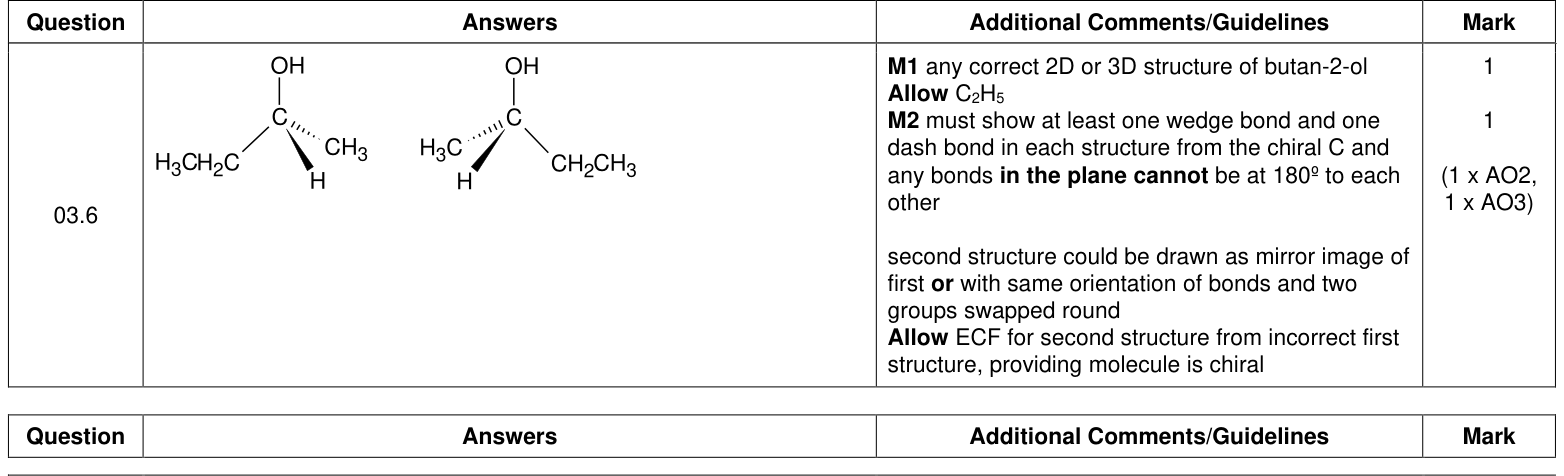 Question Answers Additional Comments/Guidelines Mark
03.6
OH
C
H₃CH₂C
CH₃
H
OH
C
H₃C
H
CH₂CH₃
M1 any correct 2D or 3D structure of butan-2-ol
Allow C₂H₅
M2 must show at least one wedge bond and one
dash bond in each structure from the chiral C and
any bonds in the plane cannot be at 180º to each
other
second structure could be drawn as mirror image of
first or with same orientation of bonds and two
groups swapped round
Allow ECF for second structure from incorrect first
structure, providing molecule is chiral
1
1
(1 x AO2,
1 x AO3)
Question Answers Additional Comments/Guidelines Mark